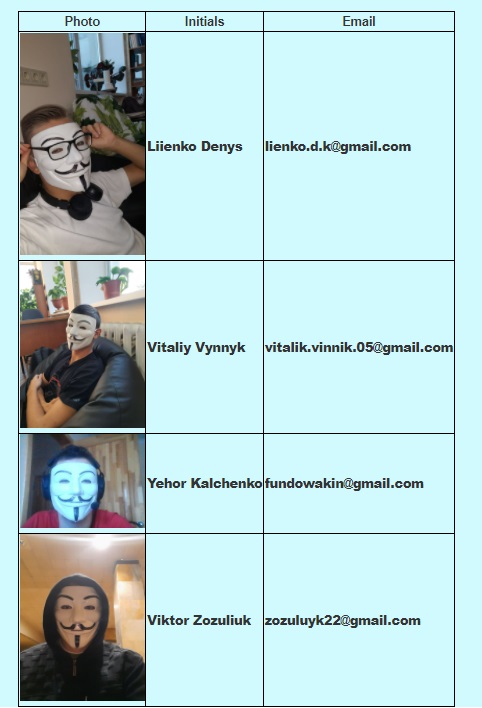 Photo Initials Email
Liienko Denys lienko.d.k@gmail.com
Vitaliy Vynnyk vitalik.vinnik.05@gmail.com
Yehor Kalchenko fundowakin@gmail.com
Viktor Zozuliuk zozuluyk22@gmail.com